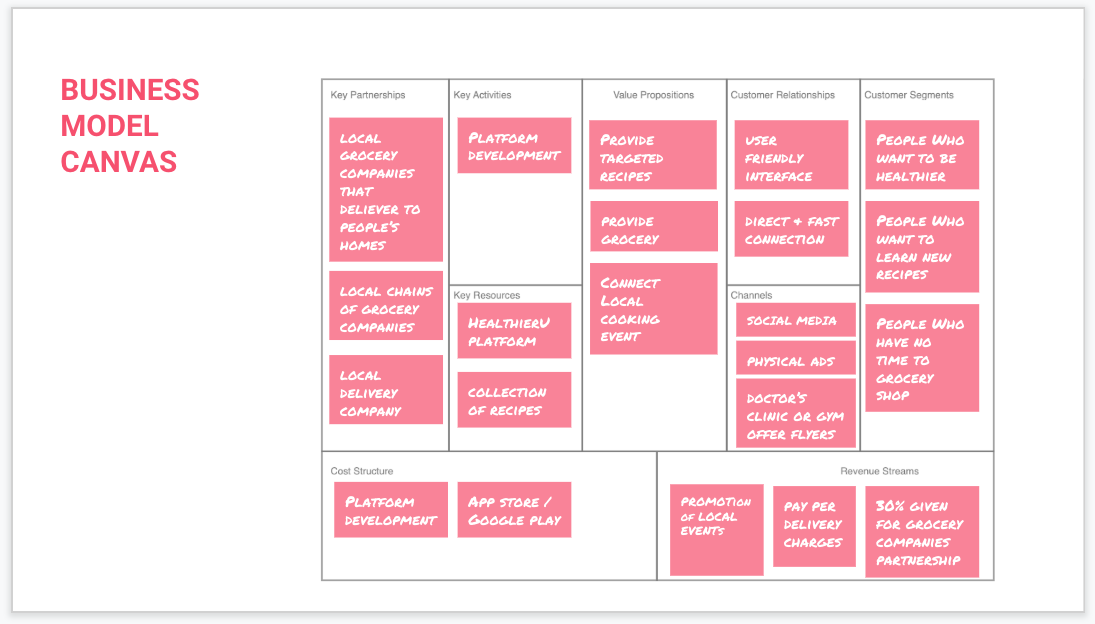 BUSINESS
MODEL
CANVAS
Key Partnerships
LOCAL
GROCERY
COMPANIES
THAT
DELIEVER TO
PEOPLE'S
HOMES
LOCAL CHAINS
OF GROCERY
COMPANIES
LOCAL
DELIVERY
COMPANY
Key Activities
PLATFORM
DEVELOPMENT
Key Resources
HEALTHIERU
PLATFORM
COLLECTION
OF RECIPES
Value Propositions
PROVIDE
TARGETED
RECIPES
PROVIDE
GROCERY
CONNECT
LOCAL
COOKING
EVENT
Customer Relationships
USER
FRIENDLY
INTERFACE
DIRECT + FAST
CONNECTION
Channels
SOCIAL MEDIA
PHYSICAL ADS
DOCTOR'S
CLINIC OR GYM
OFFER FLYERS
Customer Segments
PEOPLE WHO
WANT TO BE
HEALTHIER
PEOPLE WHO
WANT TO
LEARN NEW
RECIPES
PEOPLE WHO
HAVE NO
TIME TO
GROCERY
SHOP
Cost Structure
PLATFORM
DEVELOPMENT
APP STORE /
GOOGLE PLAY
Revenue Streams
PROMOTION
OF LOCAL
EVENTS
PAY PER
DELIVERY
CHARGES
30% GIVEN
FOR GROCERY
COMPANIES
PARTNERSHIP